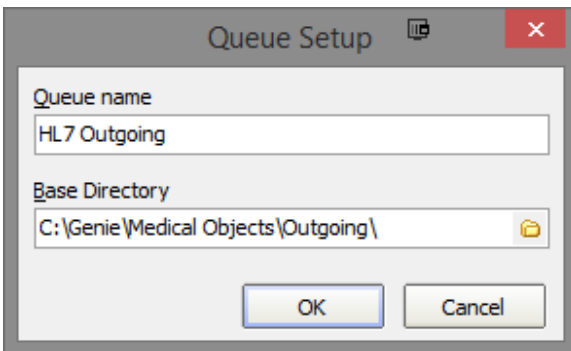 Queue Setup
Queue name
HL7 Outgoing
Base Directory
C:\Genie\Medical Objects\Outgoing\
OK Cancel